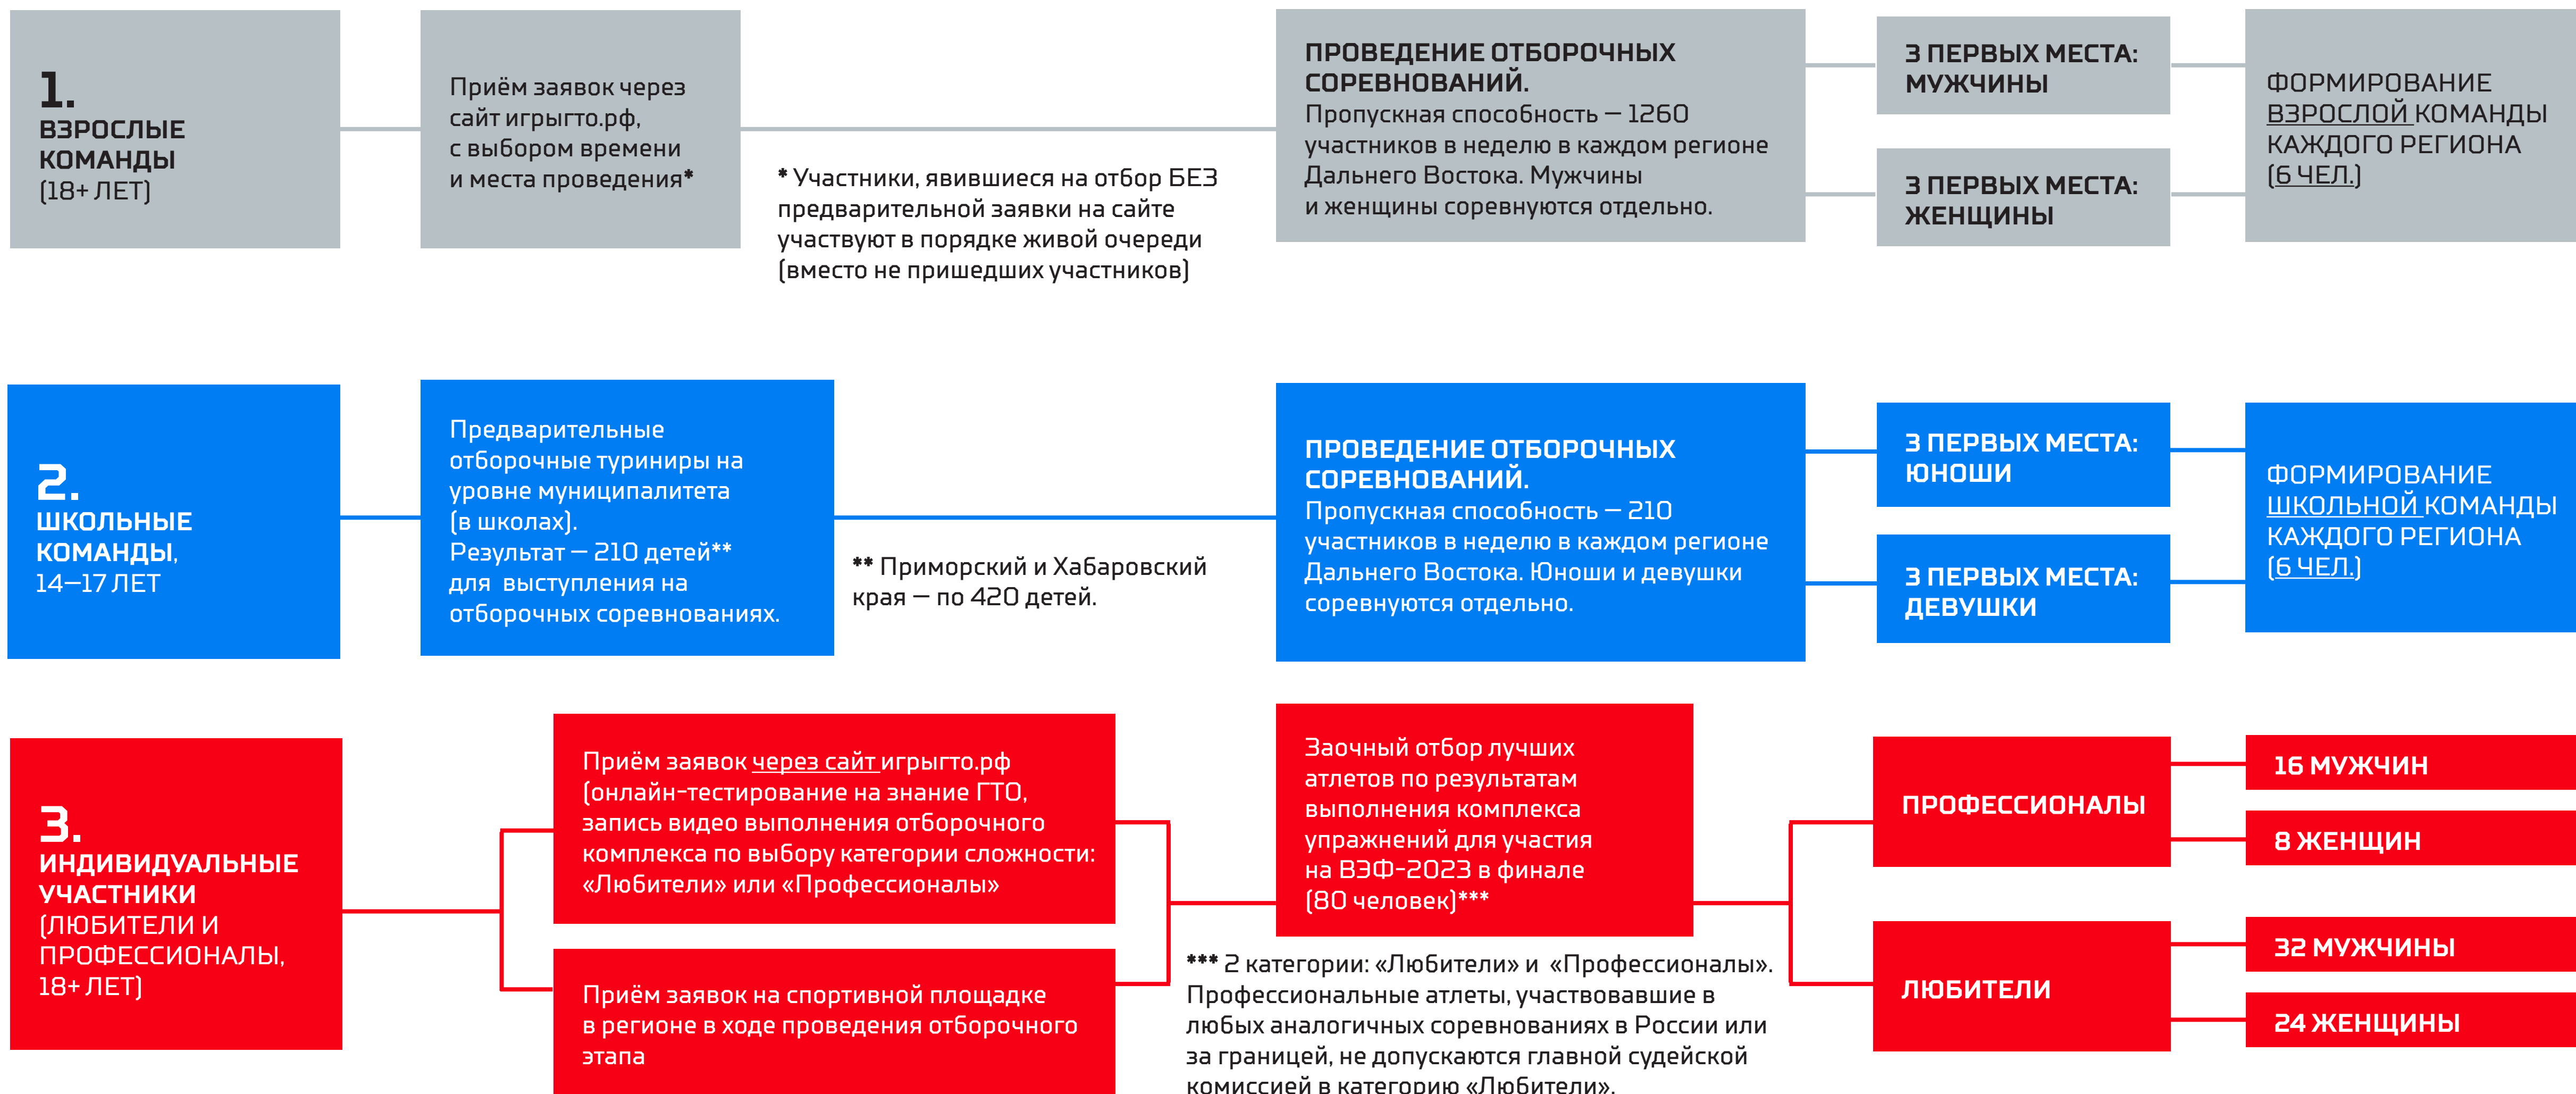 1.
ВЗРОСЛЫЕ
КОМАНДЫ
(18+ ЛЕТ)
Приём заявок через
сайт игрыгто.рф,
с выбором времени
и места проведения*
* Участники, явившиеся на отбор БЕЗ
предварительной заявки на сайте
участвуют в порядке живой очереди
(вместо не пришедших участников)
ПРОВЕДЕНИЕ ОТБОРОЧНЫХ
СОРЕВНОВАНИЙ.
Пропускная способность — 1260
участников в неделю в каждом регионе
Дальнего Востока. Мужчины
и женщины соревнуются отдельно.
3 ПЕРВЫХ МЕСТА:
МУЖЧИНЫ
3 ПЕРВЫХ МЕСТА:
ЖЕНЩИНЫ
ФОРМИРОВАНИЕ
ВЗРОСЛОЙ КОМАНДЫ
КАЖДОГО РЕГИОНА
(6 ЧЕЛ.)
2.
ШКОЛЬНЫЕ
КОМАНДЫ,
14—17 ЛЕТ
Предварительные
отборочные туриниры на
уровне муниципалитета
(в школах).
Результат — 210 детей**
для выступления на
отборочных соревнованиях.
** Приморский и Хабаровский
края — по 420 детей.
ПРОВЕДЕНИЕ ОТБОРОЧНЫХ
СОРЕВНОВАНИЙ.
Пропускная способность — 210
участников в неделю в каждом регионе
Дальнего Востока. Юноши и девушки
соревнуются отдельно.
3 ПЕРВЫХ МЕСТА:
ЮНОШИ
3 ПЕРВЫХ МЕСТА:
ДЕВУШКИ
ФОРМИРОВАНИЕ
ШКОЛЬНОЙ КОМАНДЫ
КАЖДОГО РЕГИОНА
(6 ЧЕЛ.)
3.
ИНДИВИДУАЛЬНЫЕ
УЧАСТНИКИ
(ЛЮБИТЕЛИ И
ПРОФЕССИОНАЛЫ,
18+ ЛЕТ)
Приём заявок через сайт игрыгто.рф
(онлайн-тестирование на знание ГТО,
запись видео выполнения отборочного
комплекса по выбору категории сложности:
«Любители» или «Профессионалы»
Приём заявок на спортивной площадке
в регионе в ходе проведения отборочного
этапа
Заочный отбор лучших
атлетов по результатам
выполнения комплекса
упражнений для участия
на ВЭФ-2023 в финале
(80 человек)***
*** 2 категории: «Любители» и «Профессионалы».
Профессиональные атлеты, участвовавшие в
любых аналогичных соревнованиях в России или
за границей, не допускаются главной судейской
комиссией в категорию «Любители».
ПРОФЕССИОНАЛЫ
16 МУЖЧИН
8 ЖЕНЩИН
ЛЮБИТЕЛИ
32 МУЖЧИНЫ
24 ЖЕНЩИНЫ